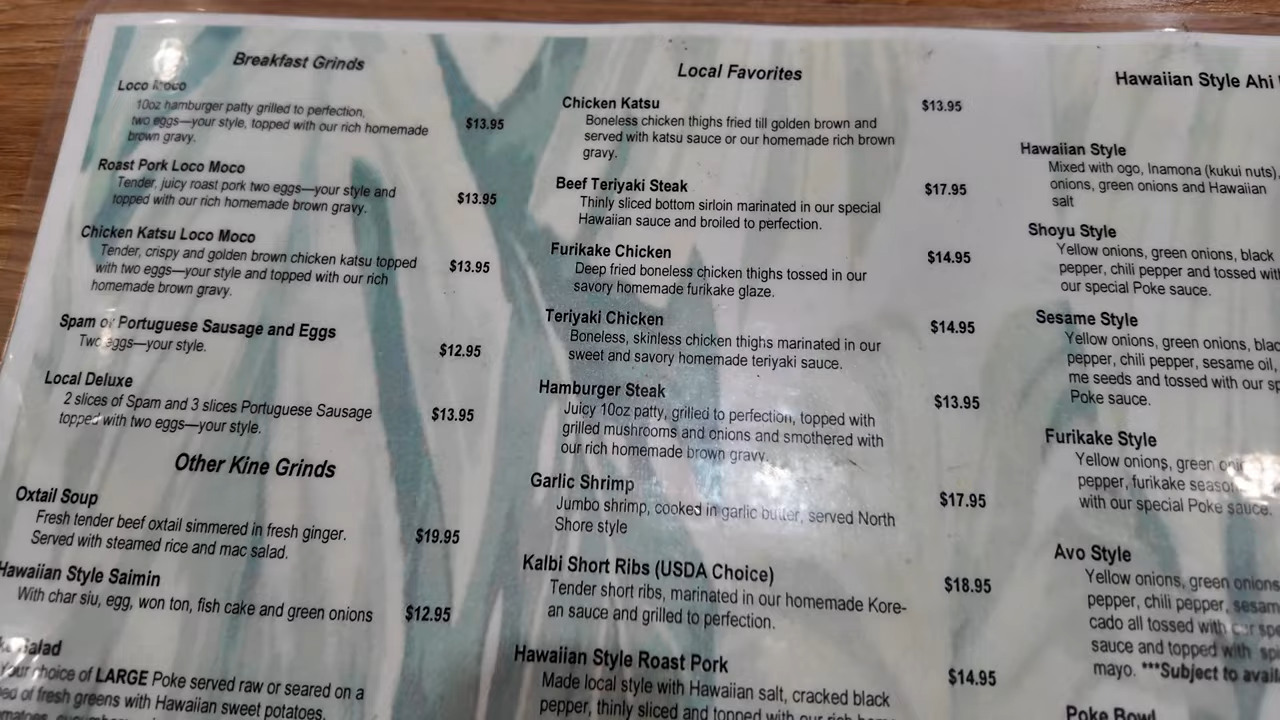 Breakfast Grinds
Loco Moco
10oz hamburger patty grilled to perfection,
two eggs—your style, topped with our rich homemade
brown gravy.
$13.95
Roast Pork Loco Moco
Tender, juicy roast pork two eggs—your style and
topped with our rich homemade brown gravy.
$13.95
Chicken Katsu Loco Moco
Tender, crispy and golden brown chicken katsu topped
with two eggs—your style and topped with our rich
homemade brown gravy.
$13.95
Spam or Portuguese Sausage and Eggs
Two eggs—your style.
$12.95
Local Deluxe
2 slices of Spam and 3 slices Portuguese Sausage
topped with two eggs—your style.
$13.95
Other Kine Grinds
Oxtail Soup
Fresh tender beef oxtail simmered in fresh ginger.
Served with steamed rice and mac salad.
$19.95
Hawaiian Style Saimin
With char siu, egg, won ton, fish cake and green onions
$12.95
Salad
your choice of LARGE Poke served raw or seared on a
of fresh greens with Hawaiian sweet potatoes,
Local Favorites
Chicken Katsu
$13.95
Boneless chicken thighs fried till golden brown and
served with katsu sauce or our homemade rich brown
gravy.
Beef Teriyaki Steak
$17.95
Thinly sliced bottom sirloin marinated in our special
Hawaiian sauce and broiled to perfection.
Furikake Chicken
$14.95
Deep fried boneless chicken thighs tossed in our
savory homemade furikake glaze.
Teriyaki Chicken
$14.95
Boneless, skinless chicken thighs marinated in our
sweet and savory homemade teriyaki sauce.
Hamburger Steak
$13.95
Juicy 10oz patty, grilled to perfection, topped with
grilled mushrooms and onions and smothered with
our rich homemade brown gravy.
Garlic Shrimp
$17.95
Jumbo shrimp, cooked in garlic butter, served North
Shore style
Kalbi Short Ribs (USDA Choice)
$18.95
Tender short ribs, marinated in our homemade Kore-
an sauce and grilled to perfection.
Hawaiian Style Roast Pork
$14.95
Made local style with Hawaiian salt, cracked black
pepper, thinly sliced and topped with our rich
Hawaiian Style Ahi
Hawaiian Style
Mixed with ogo, Inamona (kukui nuts),
onions, green onions and Hawaiian
salt
Shoyu Style
Yellow onions, green onions, black
pepper, chili pepper and tossed with
our special Poke sauce.
Sesame Style
Yellow onions, green onions,
pepper, chili pepper, sesame oil,
me seeds and tossed with our
Poke sauce.
Furikake Style
Yellow onions, green
pepper, furikake
with our special Poke sauce.
Avo Style
Yellow onions, green onions
pepper, chili pepper,
cado all tossed with our
sauce and topped with
mayo. ***Subject to
Poke Bowl